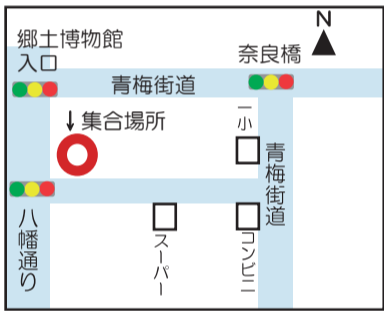 郷土博物館
入口
青梅街道
奈良橋
N
↓集合場所
一小
青梅街道
八幡通り
スーパー
コンビニ